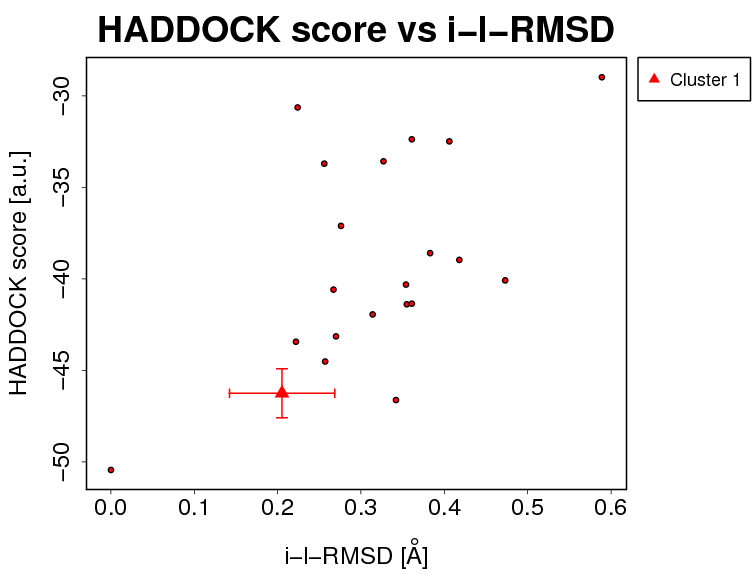 HADDOCK score vs i−l−RMSD
Cluster 1
HADDOCK score [a.u.]
−30
−35
−40
−45
−50
0.0 0.1 0.2 0.3 0.4 0.5 0.6
i−l−RMSD [Å]